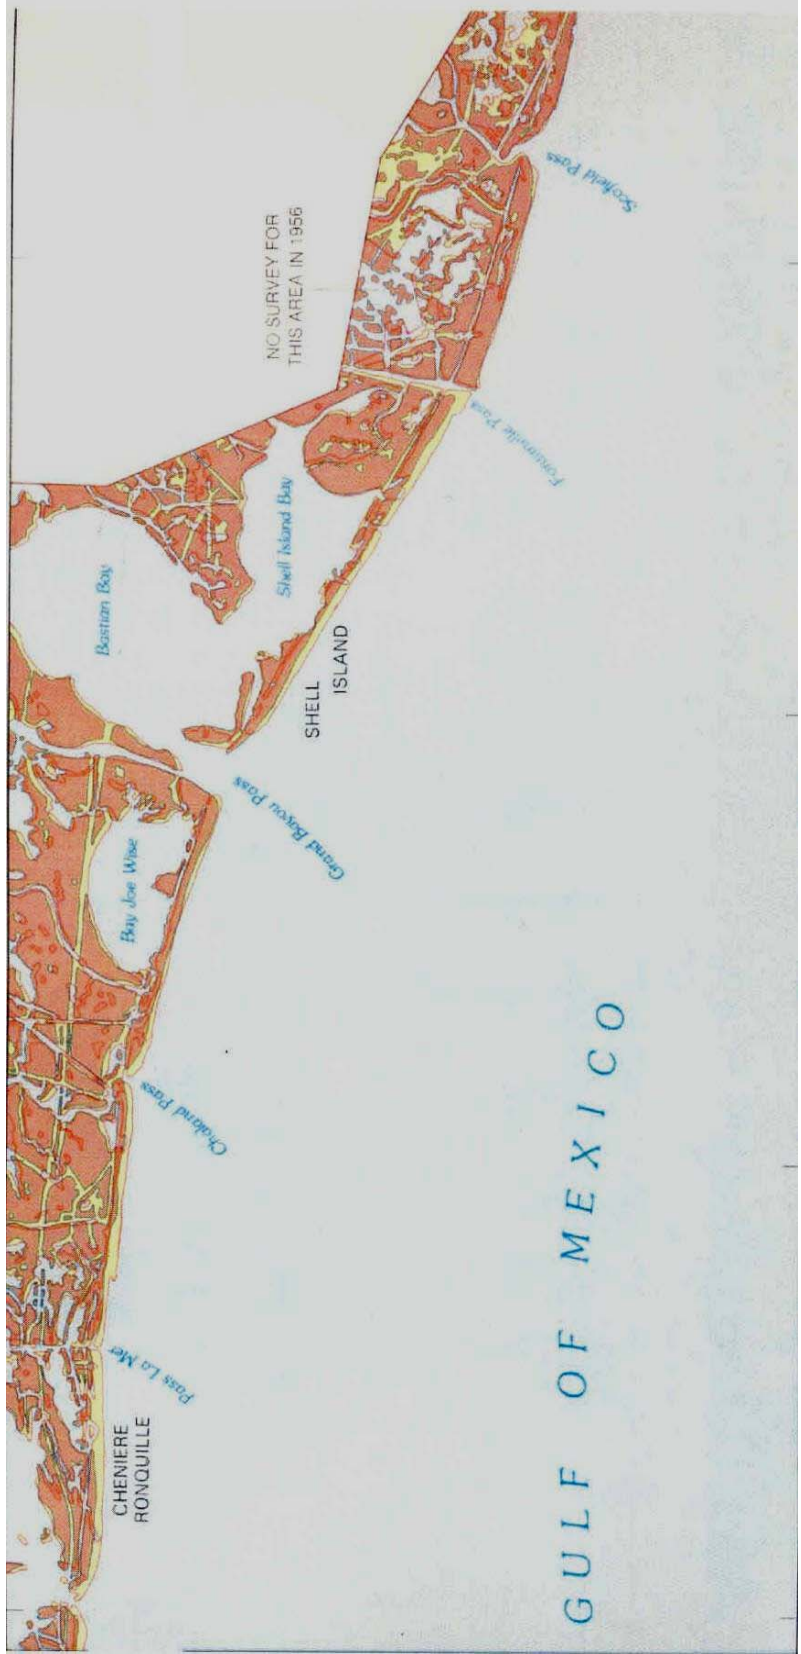 CHENIERE
RONQUILLE
Pass La Mer
Chaland Pass
Bay Joe Wise
Grand Bayou Pass
Bastian Bay
SHELL
ISLAND
Shell Island Bay
NO SURVEY FOR
THIS AREA IN 1956
Fontanelle Pass
Scofield Pass
GULF OF MEXICO